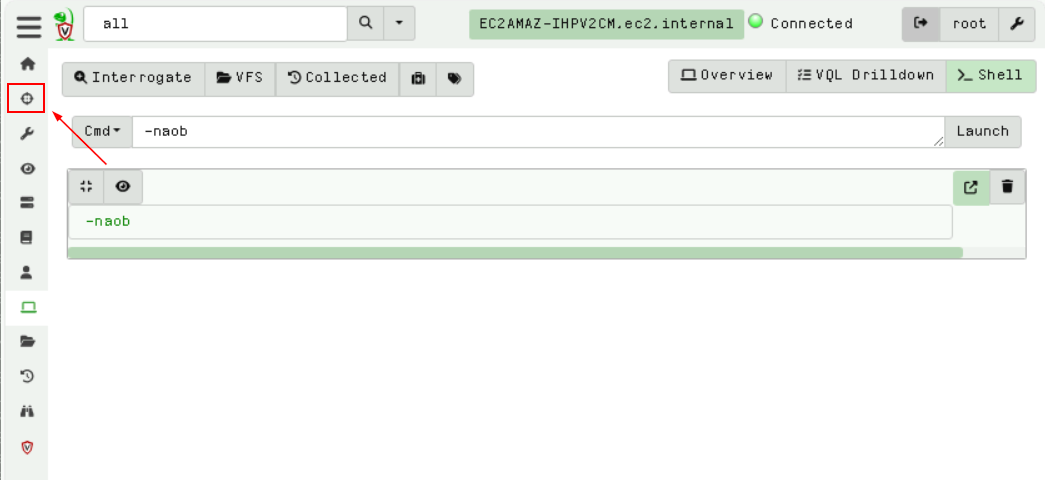 all
EC2AMAZ-IHPV2CM.ec2.internal Connected root
Interrogate VFS Collected Overview VQL Drilldown >_ Shell
Cmd -naob Launch
-naob